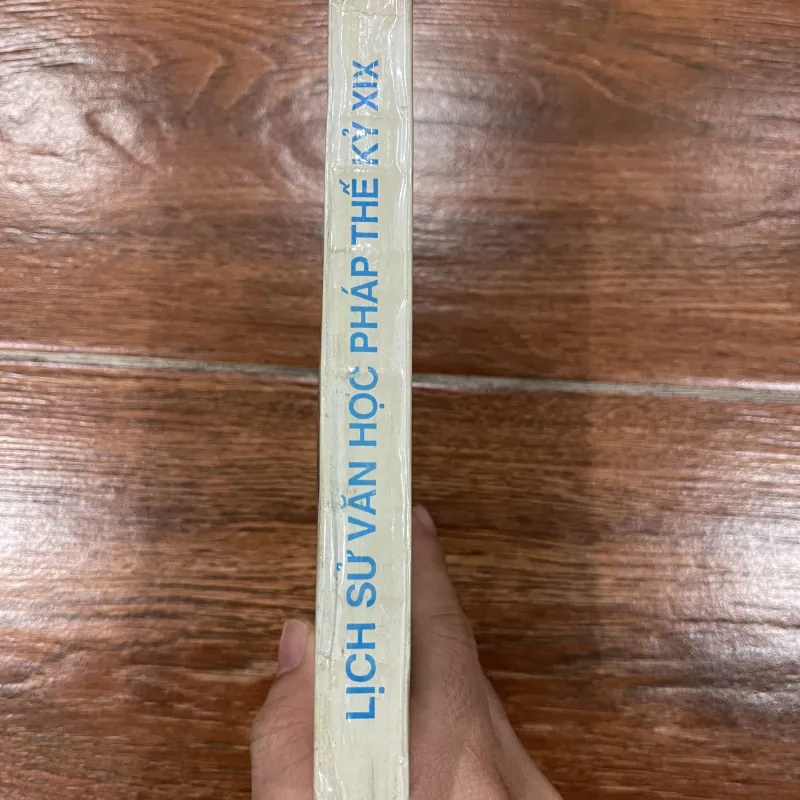 LỊCH SỬ VĂN HỌC PHÁP THẾ KỶ XIX